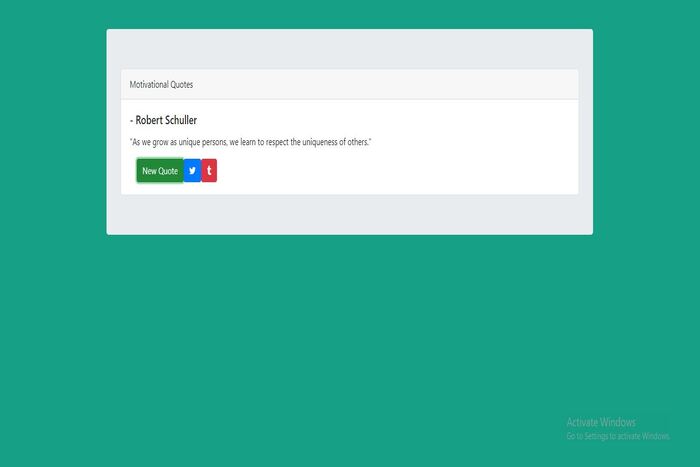 Motivational Quotes
- Robert Schuller
"As we grow as unique persons, we learn to respect the uniqueness of others."
New Quote t
Activate Windows
Go to Settings to activate Windows.